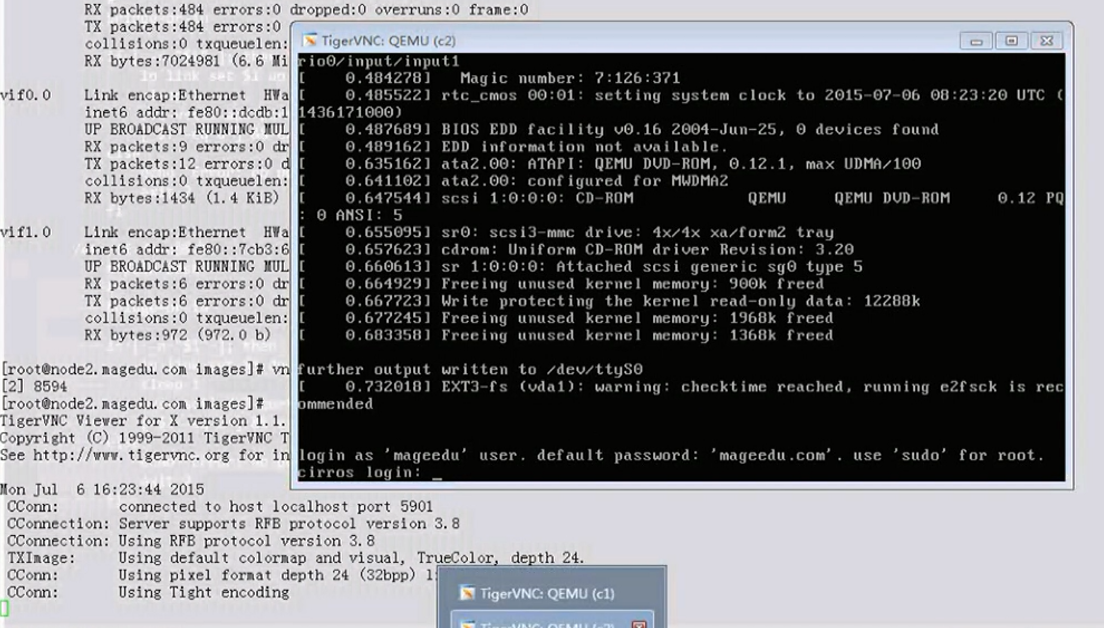 RX packets:484 errors:0 dropped:0 overruns:0 frame:0
TX packets:484 errors:0
collisions:0 txqueuelen:
RX bytes:7024981 (6.6 Mi
vif0.0 Link encap:Ethernet HWa
inet6 addr: fe80::dcdb:1
UP BROADCAST RUNNING MUL
RX packets:9 errors:0 dr
TX packets:12 errors:0 d
collisions:0 txqueuelen:
RX bytes:1434 (1.4 KiB)
vif1.0 Link encap:Ethernet HWa
inet6 addr: fe80::7cb3:6
UP BROADCAST RUNNING MUL
RX packets:6 errors:0 dr
TX packets:6 errors:0 dr
collisions:0 txqueuelen:
RX bytes:972 (972.0 b)
[root@node2.magedu.com images]# vn
[2] 8594
[root@node2.magedu.com images]#
TigerVNC Viewer for X version 1.1.
Copyright (C) 1999-2011 TigerVNC T
See http://www.tigervnc.org for in
Mon Jul 6 16:23:44 2015
CConn: connected to host localhost port 5901
CConnection: Server supports RFB protocol version 3.8
CConnection: Using RFB protocol version 3.8
TXImage: Using default colormap and visual, TrueColor, depth 24.
CConn: Using pixel format depth 24 (32bpp) li
CConn: Using Tight encoding
TigerVNC: QEMU (c2)
rio0/input/input1
[ 0.484278] Magic number: 7:126:371
[ 0.485522] rtc_cmos 00:01: setting system clock to 2015-07-06 08:23:20 UTC (
1436171000)
[ 0.487689] BIOS EDD facility v0.16 2004-Jun-25, 0 devices found
[ 0.489162] EDD information not available.
[ 0.635162] ata2.00: ATAPI: QEMU DVD-ROM, 0.12.1, max UDMA/100
[ 0.641102] ata2.00: configured for MWDMA2
[ 0.647544] scsi 1:0:0:0: CD-ROM QEMU QEMU DVD-ROM 0.12 PQ
: 0 ANSI: 5
[ 0.655095] sr0: scsi3-mmc drive: 4x/4x xa/form2 tray
[ 0.657623] cdrom: Uniform CD-ROM driver Revision: 3.20
[ 0.660613] sr 1:0:0:0: Attached scsi generic sg0 type 5
[ 0.664929] Freeing unused kernel memory: 900k freed
[ 0.667723] Write protecting the kernel read-only data: 12288k
[ 0.677245] Freeing unused kernel memory: 1968k freed
[ 0.683358] Freeing unused kernel memory: 1368k freed
further output written to /dev/ttyS0
[ 0.732018] EXT3-fs (vda1): warning: checktime reached, running e2fsck is rec
ommended
login as 'mageedu' user. default password: 'mageedu.com'. use 'sudo' for root.
cirros login: _
TigerVNC: QEMU (c1)
TigerVNC: QEMU (c2)